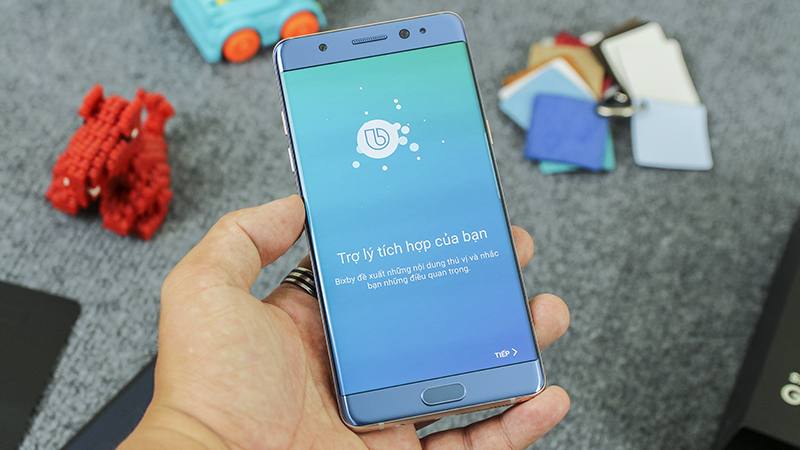 Trợ lý tích hợp của bạn
Bixby đề xuất những nội dung thú vị và nhắc
bạn những điều quan trọng.
TIẾP